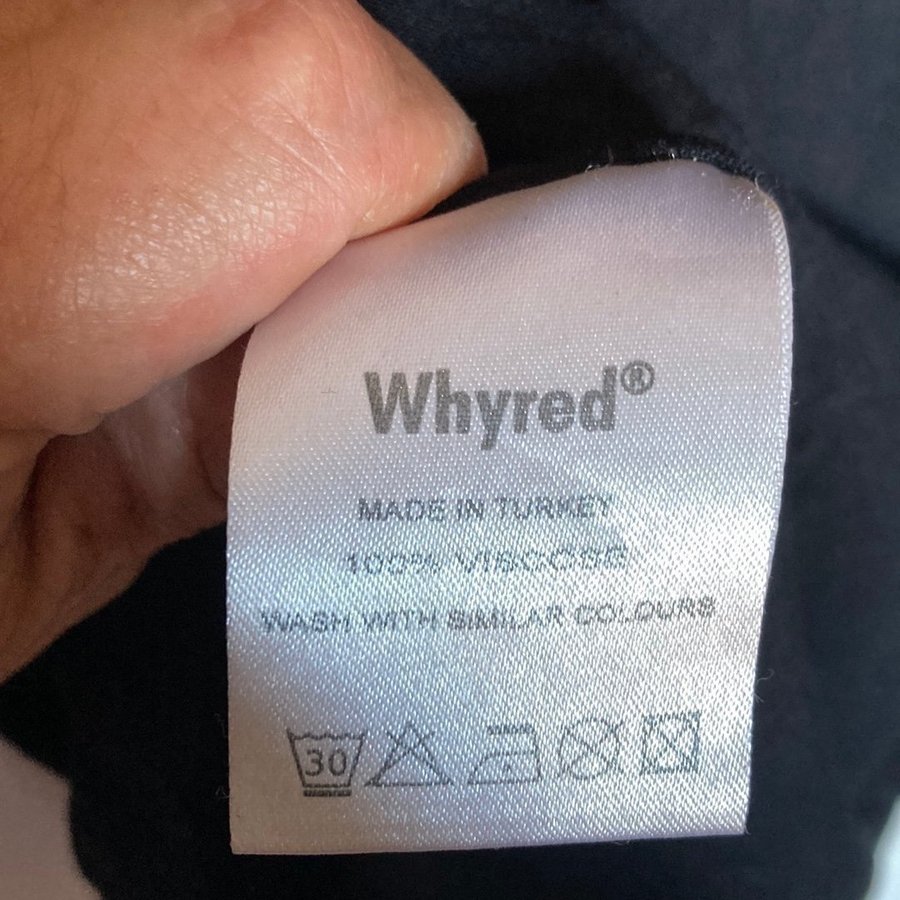 Whyred®
MADE IN TURKEY
100% VISCOSE
WASH WITH SIMILAR COLOURS
30